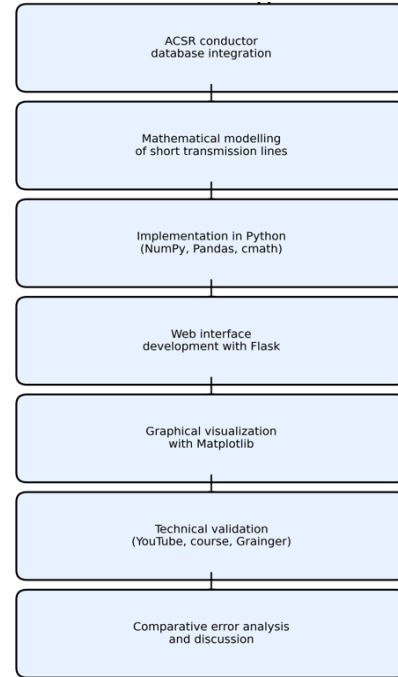 ACSR conductor
database integration
Mathematical modelling
of short transmission lines
Implementation in Python
(NumPy, Pandas, cmath)
Web interface
development with Flask
Graphical visualization
with Matplotlib
Technical validation
(YouTube, course, Grainger)
Comparative error analysis
and discussion